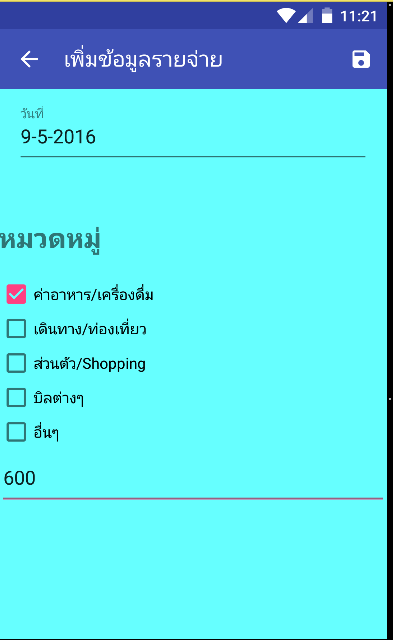 11:21
เพิ่มข้อมูลรายจ่าย
วันที่
9-5-2016
หมวดหมู่
ค่าอาหาร/เครื่องดื่ม
เดินทาง/ท่องเที่ยว
ส่วนตัว/Shopping
บิลต่างๆ
อื่นๆ
600